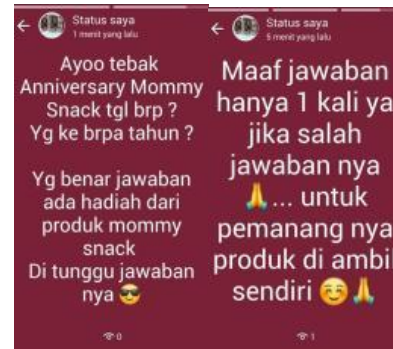 Status saya
1 menit yang lalu
Ayoo tebak
Anniversary Mommy
Snack tgl brp ?
Yg ke brpa tahun ?
Yg benar jawaban
ada hadiah dari
produk mommy
snack
Di tunggu jawaban
nya 😎
0
Status saya
5 menit yang lalu
Maaf jawaban
hanya 1 kali ya
jika salah
jawaban nya
🙏... untuk
pemanang nya
produk di ambil
sendiri ☺️🙏
1